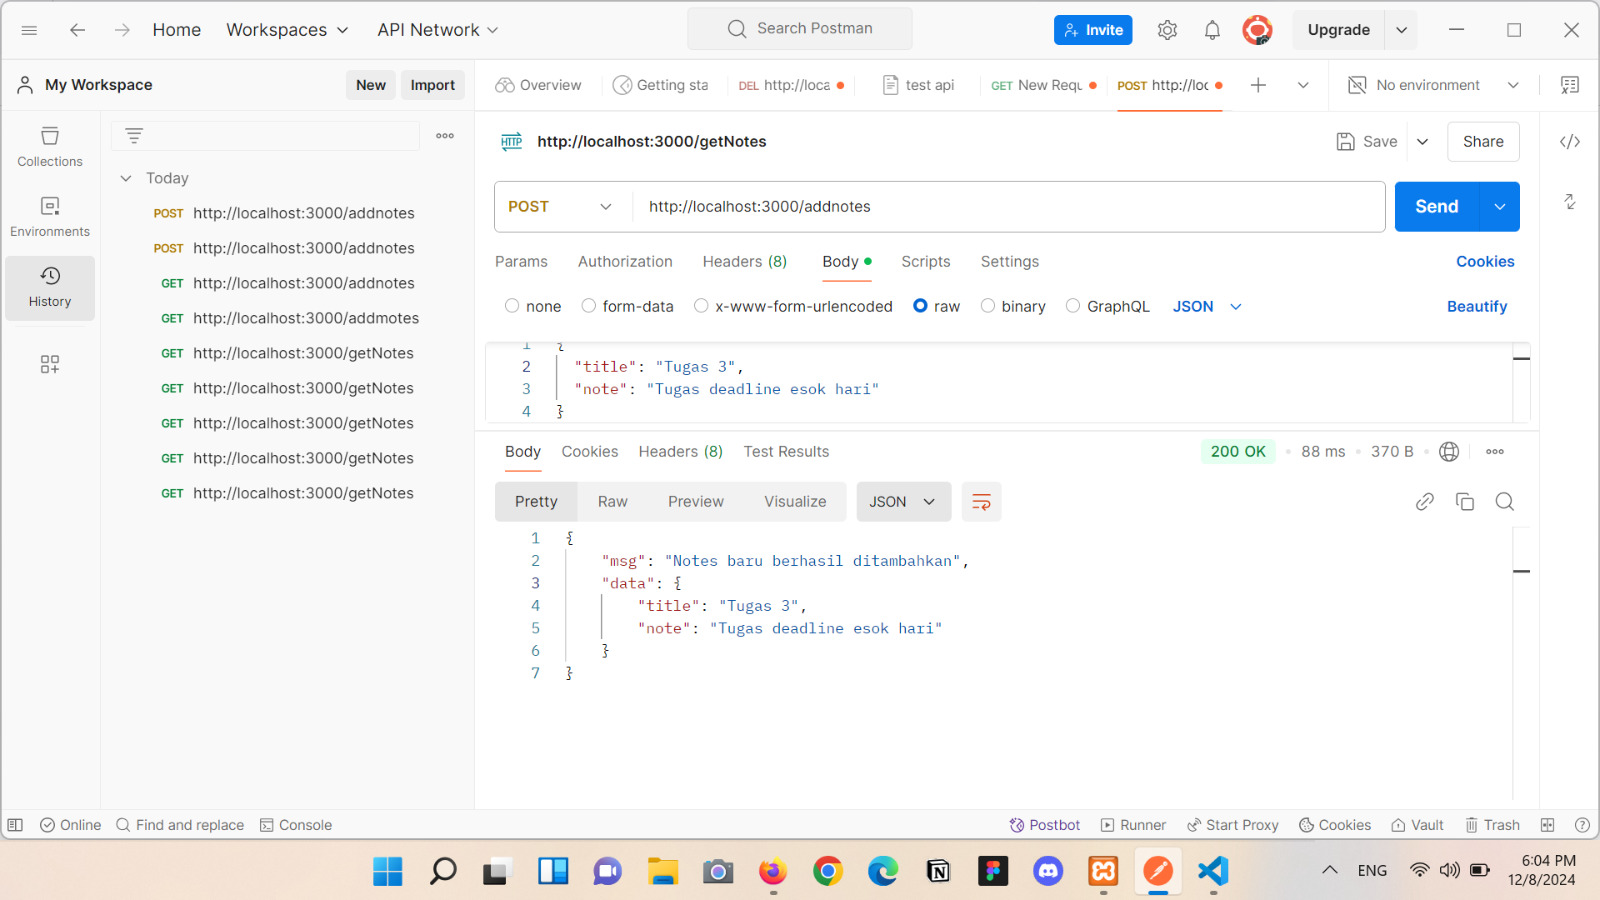 Home Workspaces API Network Search Postman Invite Upgrade
My Workspace New Import Overview Getting sta DEL http://loca test api GET New Requ POST http://loc No environment
Collections
Environments
History
Today
POST http://localhost:3000/addnotes
POST http://localhost:3000/addnotes
GET http://localhost:3000/addnotes
GET http://localhost:3000/addmotes
GET http://localhost:3000/getNotes
GET http://localhost:3000/getNotes
GET http://localhost:3000/getNotes
GET http://localhost:3000/getNotes
GET http://localhost:3000/getNotes
HTTP http://localhost:3000/getNotes Save Share
POST http://localhost:3000/addnotes Send
Params Authorization Headers (8) Body Scripts Settings Cookies
none form-data x-www-form-urlencoded raw binary GraphQL JSON Beautify
1 {
2 "title": "Tugas 3",
3 "note": "Tugas deadline esok hari"
4 }
Body Cookies Headers (8) Test Results 200 OK 88 ms 370 B
Pretty Raw Preview Visualize JSON
1 {
2 "msg": "Notes baru berhasil ditambahkan",
3 "data": {
4 "title": "Tugas 3",
5 "note": "Tugas deadline esok hari"
6 }
7 }
Online Find and replace Console Postbot Runner Start Proxy Cookies Vault Trash
ENG 6:04 PM
12/8/2024